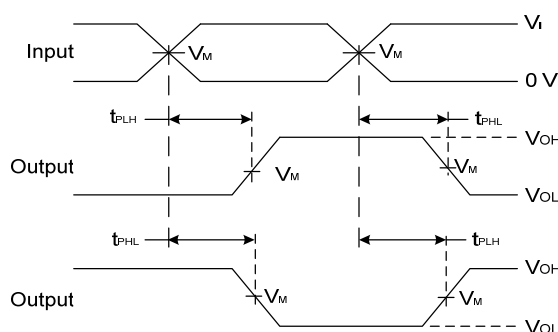 VI
Input VM VM
0 V
tPLH tPHL
VOH
Output VM VM
VOL
tPHL tPLH
VOH
Output VM VM
VOL